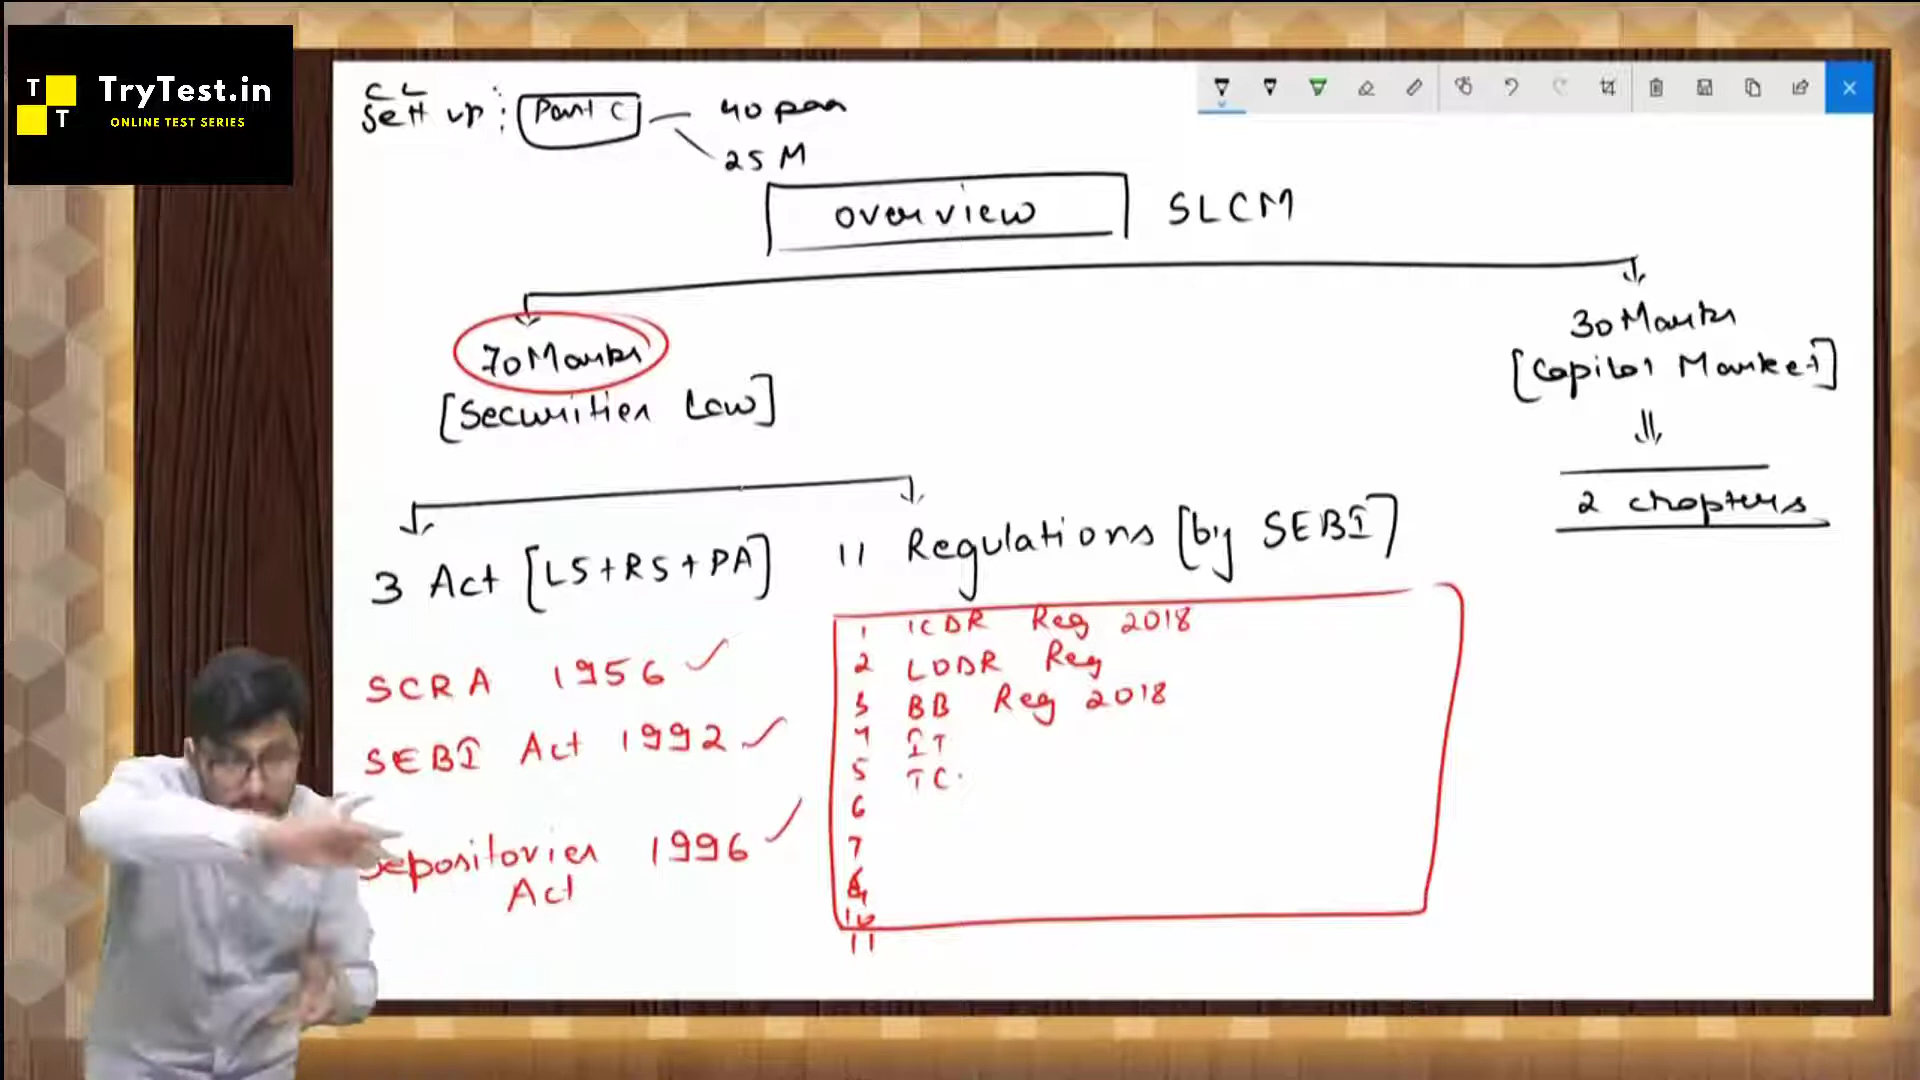 T T TryTest.in
ONLINE TEST SERIES
CL
Sett up : Part C
25 M
overview SLCM
70 Marks
[Securities Law]
30 Marks
[Capital Market]
2 chapters
3 Act [LS+RS+PA]
11 Regulations [by SEBI]
SCRA 1956 ✓
SEBI Act 1992 ✓
Depositories Act 1996 ✓
1 ICDR Reg 2018
2 LODR Reg
3 BB Reg 2018
4 IT
5 TC
6
7
8
9
10
11